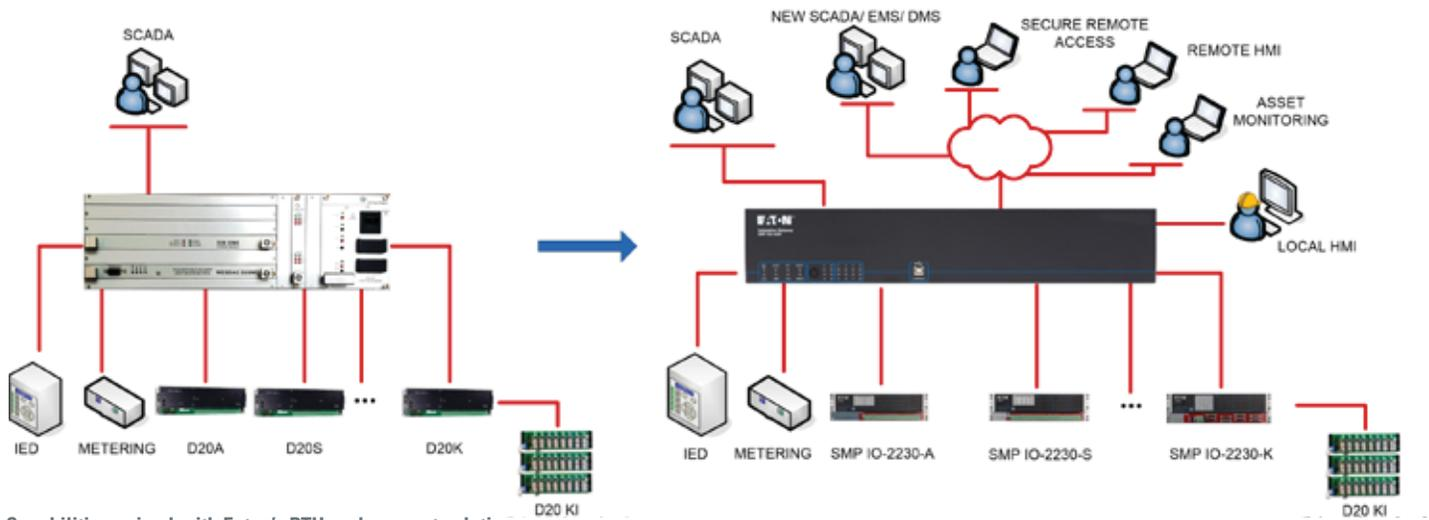 SCADA
IED
METERING
D20A
D20S
...
D20K
D20 KI
SCADA
NEW SCADA/ EMS/ DMS
SECURE REMOTE
ACCESS
REMOTE HMI
ASSET
MONITORING
LOCAL HMI
EATON
IED
METERING
SMP IO-2230-A
SMP IO-2230-S
...
SMP IO-2230-K
D20 KI